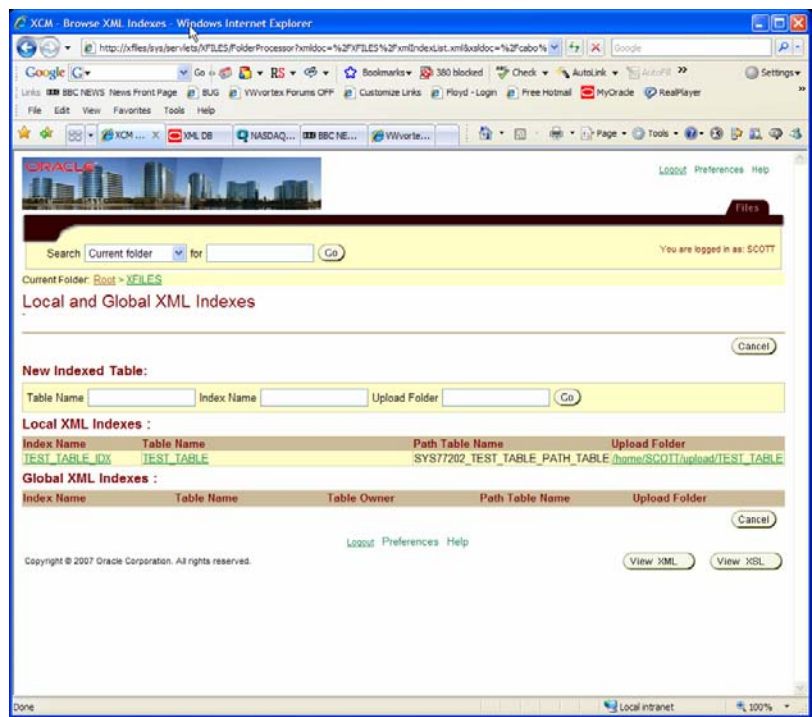 XCM - Browse XML Indexes - Windows Internet Explorer
http://xfiles/sys/servlets/XFILES/FolderProcessor?xmldoc=%2FXFILES%2FxmlIndexList.xml&xsldoc=%2Fcabo%
Google
Google G Go RS Bookmarks 380 blocked Check AutoLink AutoFill >> Settings
Links BBC NEWS News Front Page BUG VWvortex Forums OFF Customize Links Floyd - Login Free Hotmail MyOracle RealPlayer >>
File Edit View Favorites Tools Help
XCM ... X XML DB NASDAQ... BBC NE... VWvorte... Page Tools
ORACLE
Logout Preferences Help
Files
Search Current folder for Go
You are logged in as: SCOTT
Current Folder: Root > XFILES
Local and Global XML Indexes
Cancel
New Indexed Table:
Table Name Index Name Upload Folder Go
Local XML Indexes :
Index Name Table Name Path Table Name Upload Folder
TEST_TABLE_IDX TEST_TABLE SYS77202_TEST_TABLE_PATH_TABLE /home/SCOTT/upload/TEST_TABLE
Global XML Indexes :
Index Name Table Name Table Owner Path Table Name Upload Folder
Cancel
Logout Preferences Help
Copyright © 2007 Oracle Corporation. All rights reserved.
View XML View XSL
Done Local intranet 100%